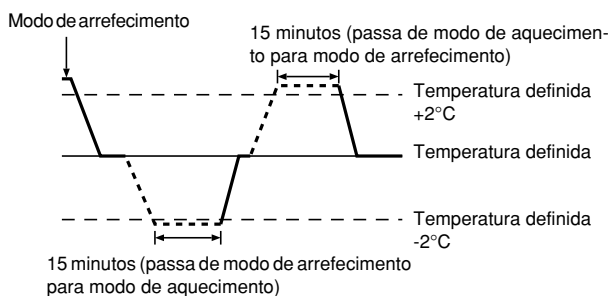 Modo de arrefecimento
15 minutos (passa de modo de aquecimen-
to para modo de arrefecimento)
Temperatura definida
+2°C
Temperatura definida
Temperatura definida
-2°C
15 minutos (passa de modo de arrefecimento
para modo de aquecimento)